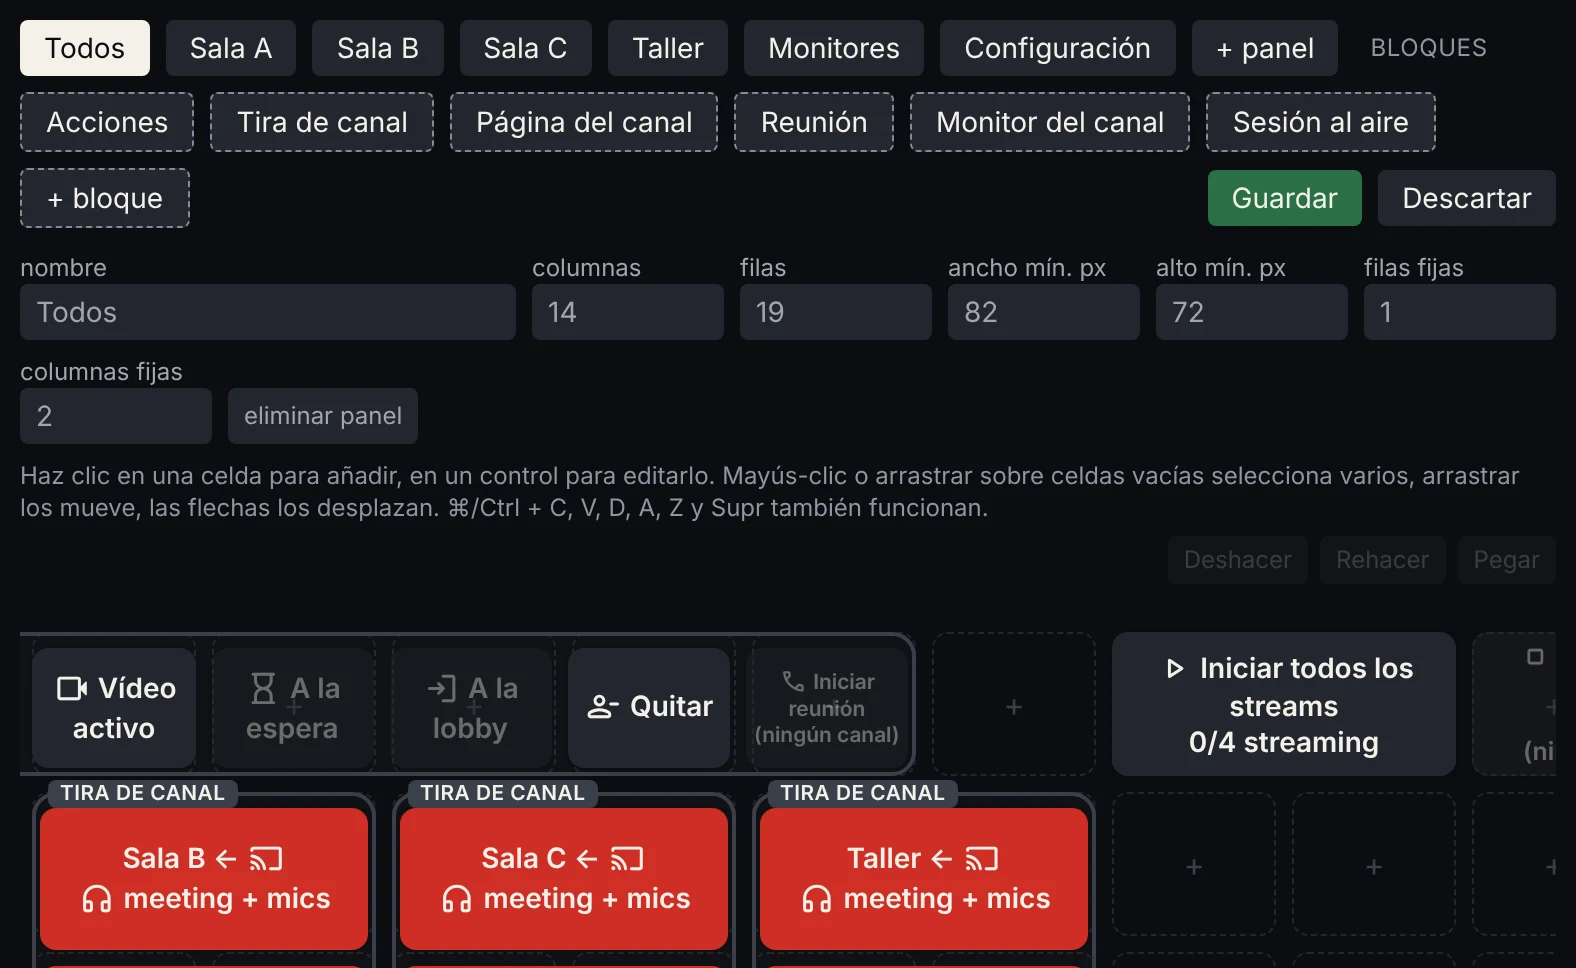 Todos Sala A Sala B Sala C Taller Monitores Configuración + panel BLOQUES
Acciones Tira de canal Página del canal Reunión Monitor del canal Sesión al aire
+ bloque Guardar Descartar
nombre columnas filas ancho mín. px alto mín. px filas fijas
Todos 14 19 82 72 1
columnas fijas
2 eliminar panel
Haz clic en una celda para añadir, en un control para editarlo. Mayús-clic o arrastrar sobre celdas vacías selecciona varios, arrastrar
los mueve, las flechas los desplazan. ⌘/Ctrl + C, V, D, A, Z y Supr también funcionan.
Deshacer Rehacer Pegar
Vídeo
activo
A la
espera
A la
lobby
Quitar
Iniciar
reunión
(ningún canal)
+
Iniciar todos los
streams
0/4 streaming
(ni
TIRA DE CANAL TIRA DE CANAL TIRA DE CANAL
Sala B ← Sala C ← Taller ←
meeting + mics meeting + mics meeting + mics
+ + +